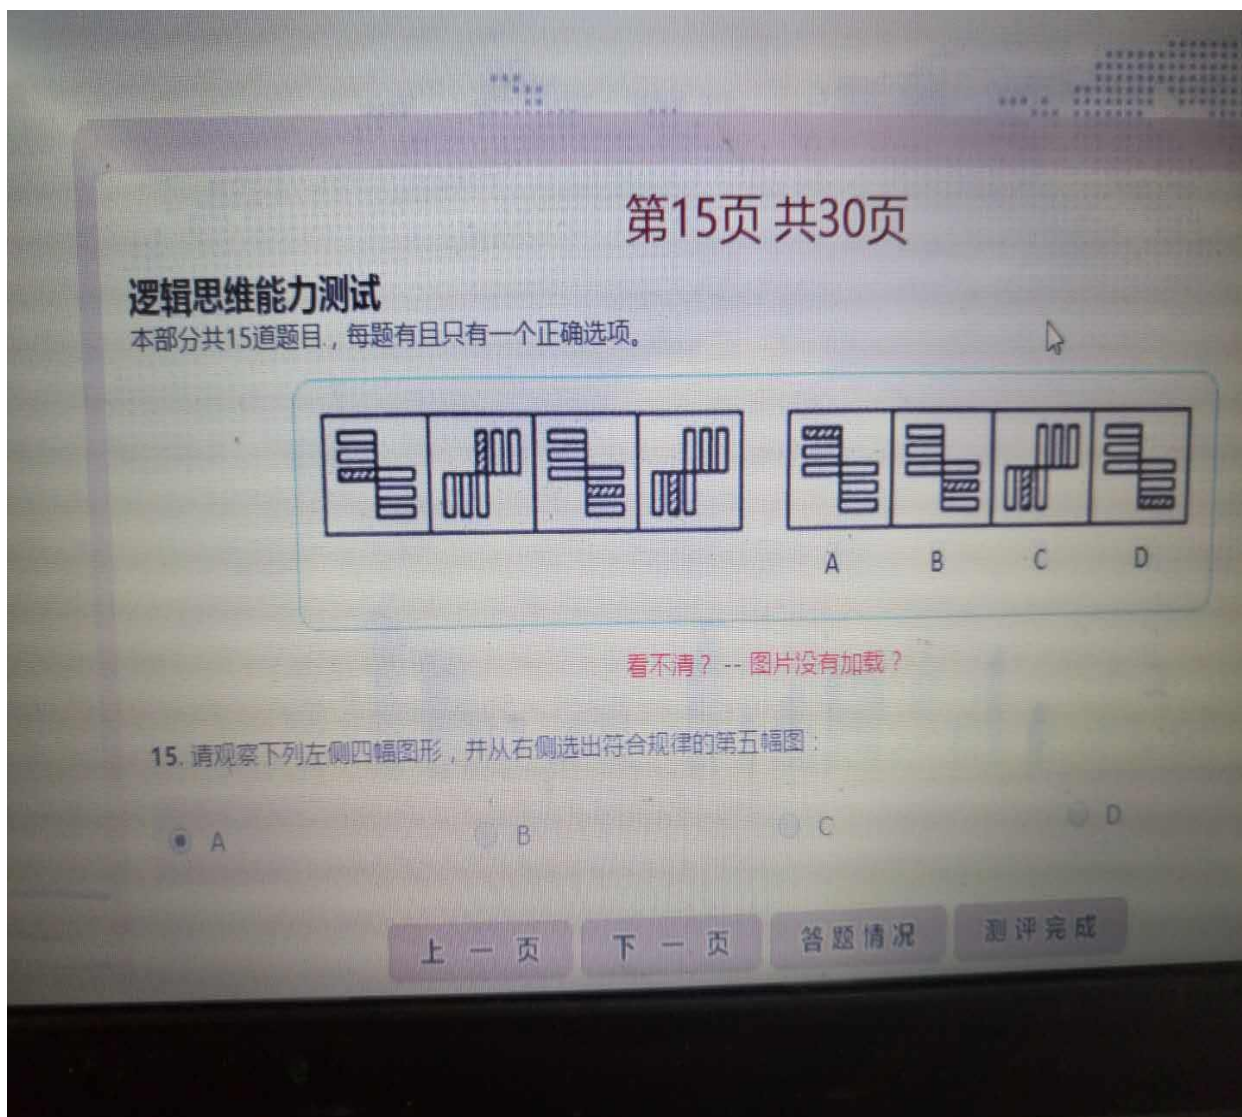 第15页 共30页
逻辑思维能力测试
本部分共15道题目，每题有且只有一个正确选项。
A B C D
看不清？ -- 图片没有加载？
15. 请观察下列左侧四幅图形，并从右侧选出符合规律的第五幅图：
A B C D
上一页 下一页 答题情况 测评完成